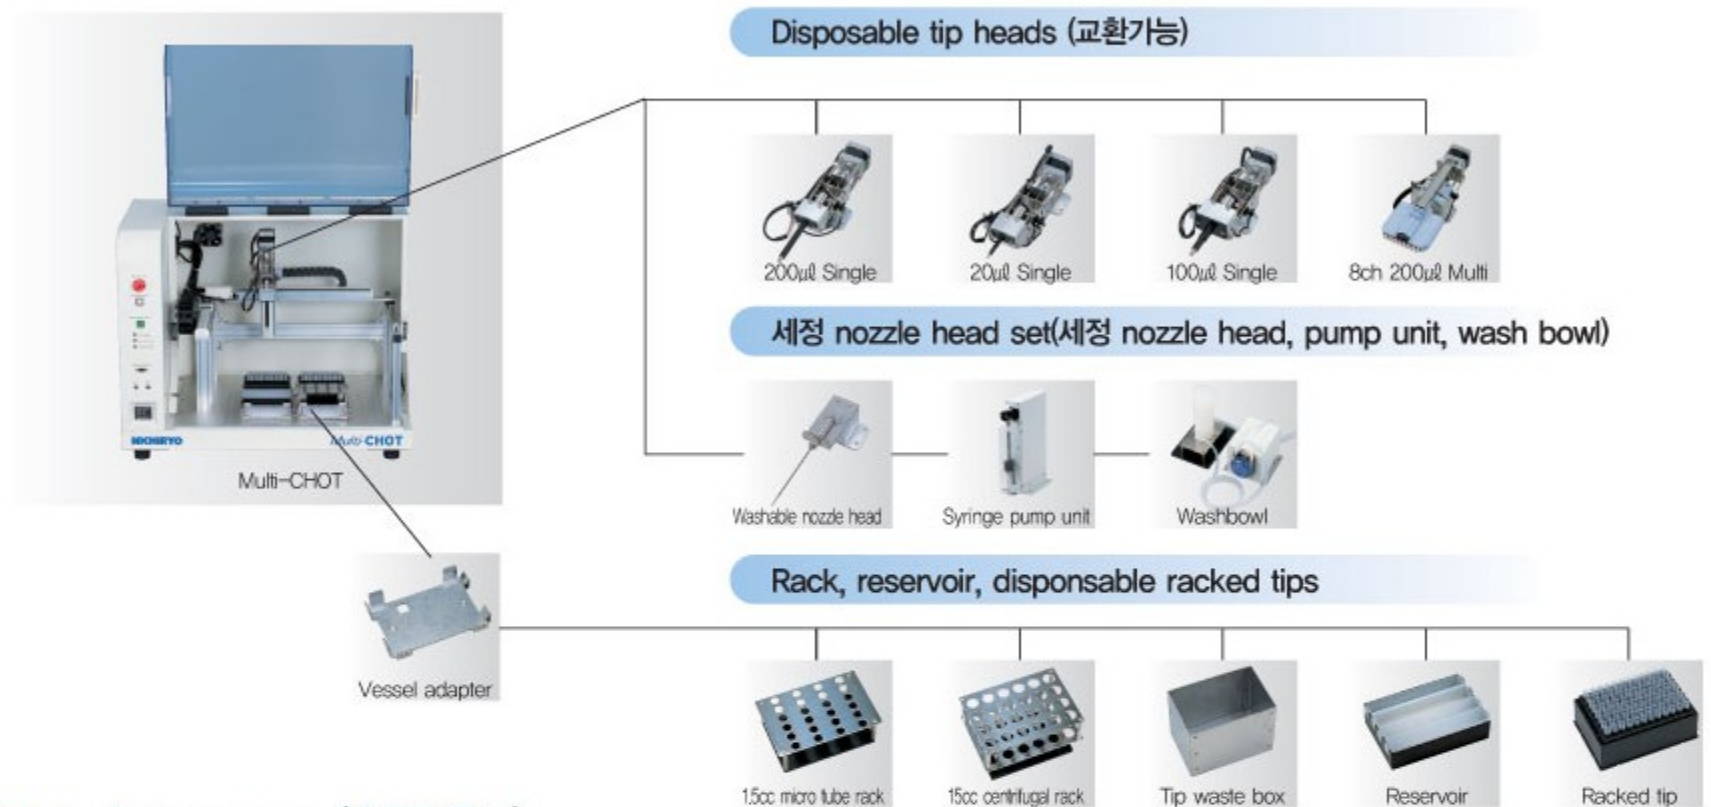 Disposable tip heads (교환가능)
200㎕ Single
20㎕ Single
100㎕ Single
8ch 200㎕ Multi
세정 nozzle head set(세정 nozzle head, pump unit, wash bowl)
NICHIRYO
Multi-CHOT
Multi-CHOT
Washable nozzle head
Syringe pump unit
Washbowl
Rack, reservoir, disponsable racked tips
Vessel adapter
1.5cc micro tube rack
15cc centrifugal rack
Tip waste box
Reservoir
Racked tip